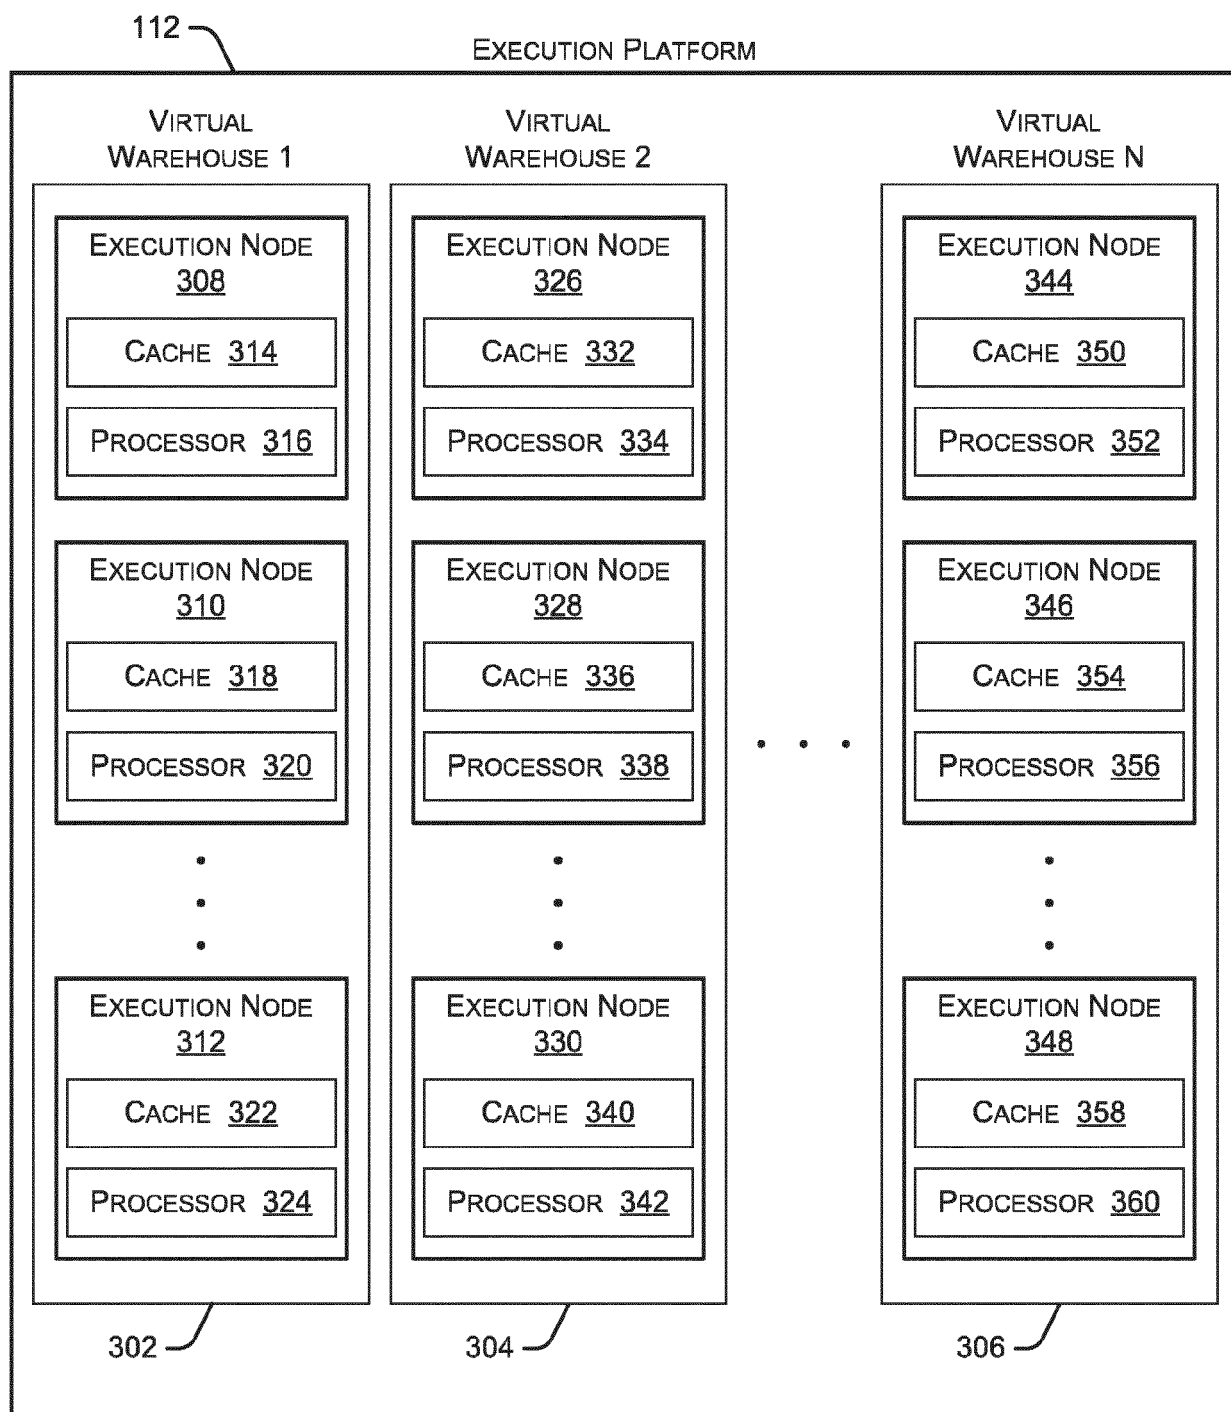 112
EXECUTION PLATFORM
VIRTUAL
WAREHOUSE 1
EXECUTION NODE
308
CACHE 314
PROCESSOR 316
EXECUTION NODE
310
CACHE 318
PROCESSOR 320
EXECUTION NODE
312
CACHE 322
PROCESSOR 324
302
VIRTUAL
WAREHOUSE 2
EXECUTION NODE
326
CACHE 332
PROCESSOR 334
EXECUTION NODE
328
CACHE 336
PROCESSOR 338
EXECUTION NODE
330
CACHE 340
PROCESSOR 342
304
VIRTUAL
WAREHOUSE N
EXECUTION NODE
344
CACHE 350
PROCESSOR 352
EXECUTION NODE
346
CACHE 354
PROCESSOR 356
EXECUTION NODE
348
CACHE 358
PROCESSOR 360
306